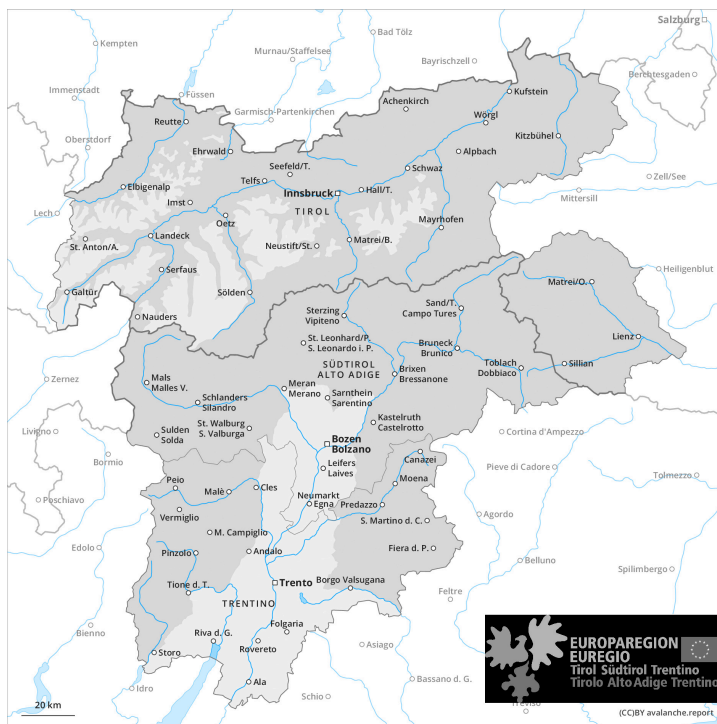 Salzburg
Kempten
Bad Tölz
Murnau/Staffelsee
Bayrischzell
Berchtesgaden
Immenstadt
Füssen
Achenkirch
Kufstein
Garmisch-Partenkirchen
Reutte
Wörgl
Oberstdorf
Kitzbühel
Ehrwald
Alpbach
Seefeld/T.
Schwaz
Zell/See
Telfs
Elbigenalp
Innsbruck
Hall/T.
Mittersill
Imst
TIROL
Lech
Oetz
Mayrhofen
Landeck
St. Anton/A.
Neustift/St.
Matrei/B.
Serfaus
Heiligenblut
Matrei/O.
Galtür
Sölden
Sand/T.
Campo Tures
Nauders
Sterzing
Vipiteno
Lienz
St. Leonhard/P.
S. Leonardo i. P.
Bruneck
Brunico
Toblach
Dobbiaco
Sillian
SÜDTIROL
ALTO ADIGE
Brixen
Bressanone
Zernez
Mals
Malles V.
Meran
Merano
Sarnthein
Sarentino
Schlanders
Silandro
Kastelruth
Castelrotto
Livigno
Sulden
Solda
St. Walburg
S. Valburga
Cortina d'Ampezzo
Bozen
Bolzano
Bormio
Canazei
Pieve di Cadore
Leifers
Laives
Tolmezzo
Moena
Peio
Malè
Cles
Neumarkt
Egna
Predazzo
Poschiavo
Vermiglio
Agordo
S. Martino d. C.
M. Campiglio
Edolo
Pinzolo
Andalo
Fiera d. P.
Belluno
Spilimbergo
Tione d. T.
Trento
Borgo Valsugana
Feltre
TRENTINO
Bienno
Riva d. G.
Folgaria
Rovereto
Asiago
Storo
Bassano d. G.
Idro
Ala
Schio
Treviso
EUROPAREGION
EUREGIO
Tirol Südtirol Trentino
Tirolo Alto Adige Trentino
20 km
(CC)BY avalanche.report